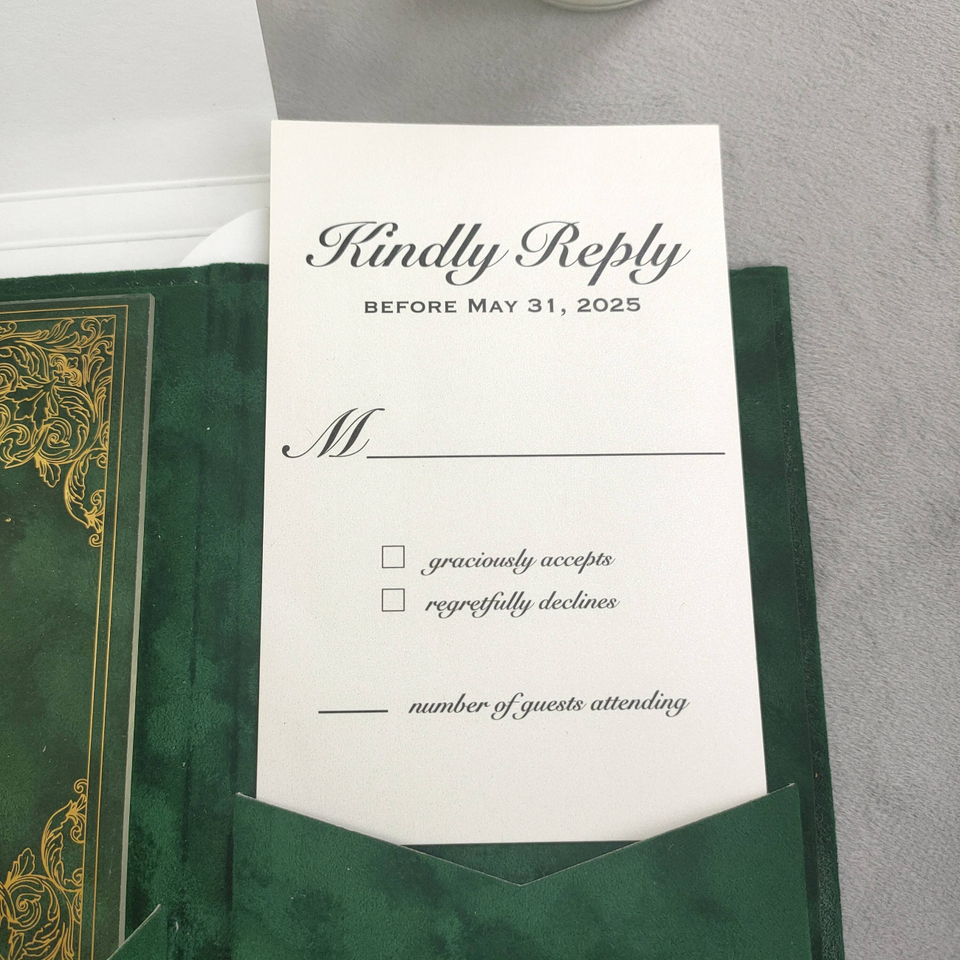 Kindly Reply
BEFORE MAY 31, 2025
M
graciously accepts
regretfully declines
number of guests attending